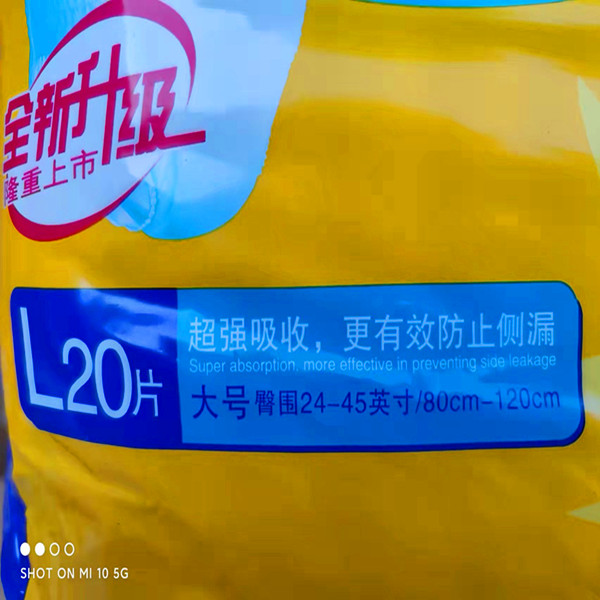 全新升级
隆重上市
L20片
超强吸收，更有效防止侧漏
Super absorption, more effective in preventing side leakage
大号 臀围24-45英寸/80cm-120cm
SHOT ON MI 10 5G